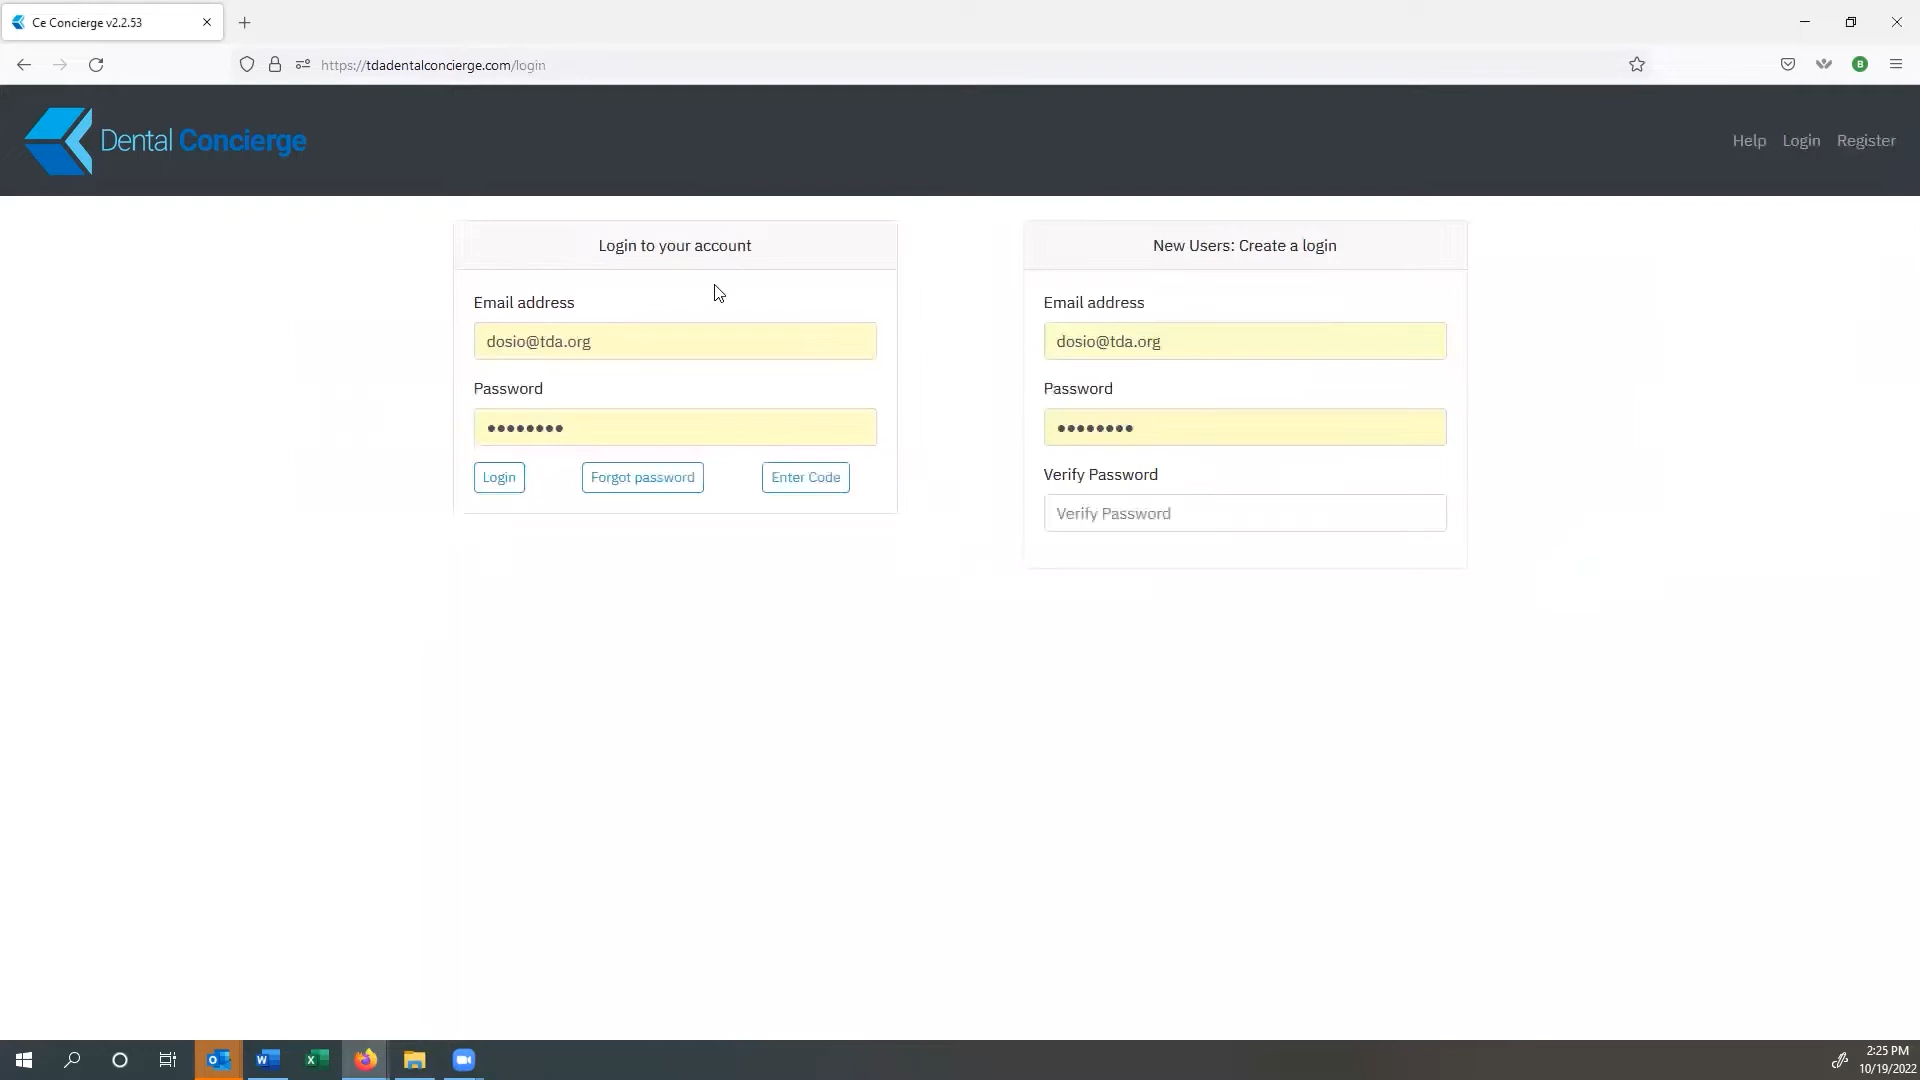 Ce Concierge v2.2.53
https://tdadentalconcierge.com/login
B
Dental Concierge
Help Login Register
Login to your account
Email address
dosio@tda.org
Password
••••••••
Login Forgot password Enter Code
New Users: Create a login
Email address
dosio@tda.org
Password
••••••••
Verify Password
Verify Password
2:25 PM
10/19/2022